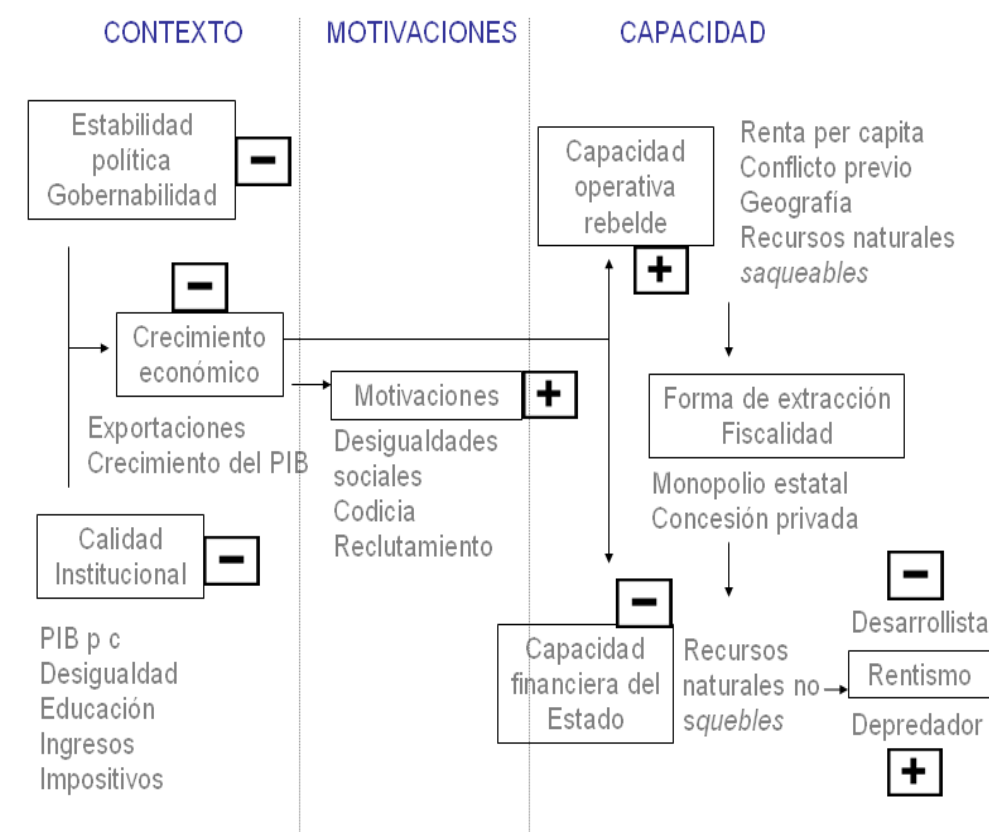 CONTEXTO
MOTIVACIONES
CAPACIDAD
Estabilidad
política
Gobernabilidad
−
−
Crecimiento
económico
Exportaciones
Crecimiento del PIB
Calidad
Institucional
−
PIB p c
Desigualdad
Educación
Ingresos
Impositivos
Motivaciones
+
Desigualdades
sociales
Codicia
Reclutamiento
Capacidad
operativa
rebelde
+
Renta per capita
Conflicto previo
Geografía
Recursos naturales
saqueables
Forma de extracción
Fiscalidad
Monopolio estatal
Concesión privada
−
Capacidad
financiera del
Estado
Recursos
naturales no
squebles
−
Desarrollista
Rentismo
Depredador
+